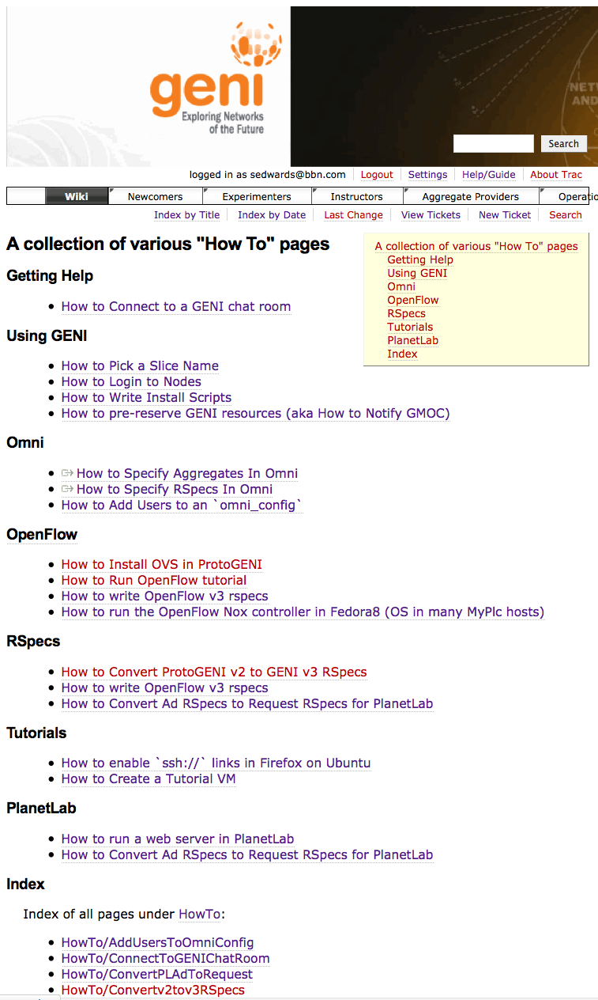 geni
Exploring Networks
of the Future
NET
AND
Search
logged in as sedwards@bbn.com Logout Settings Help/Guide About Trac
Wiki Newcomers Experimenters Instructors Aggregate Providers Operatio
Index by Title Index by Date Last Change View Tickets New Ticket Search
A collection of various "How To" pages
A collection of various "How To" pages
Getting Help
Using GENI
Omni
OpenFlow
RSpecs
Tutorials
PlanetLab
Index
Getting Help
How to Connect to a GENI chat room
Using GENI
How to Pick a Slice Name
How to Login to Nodes
How to Write Install Scripts
How to pre-reserve GENI resources (aka How to Notify GMOC)
Omni
How to Specify Aggregates In Omni
How to Specify RSpecs In Omni
How to Add Users to an `omni_config`
OpenFlow
How to Install OVS in ProtoGENI
How to Run OpenFlow tutorial
How to write OpenFlow v3 rspecs
How to run the OpenFlow Nox controller in Fedora8 (OS in many MyPlc hosts)
RSpecs
How to Convert ProtoGENI v2 to GENI v3 RSpecs
How to write OpenFlow v3 rspecs
How to Convert Ad RSpecs to Request RSpecs for PlanetLab
Tutorials
How to enable `ssh://` links in Firefox on Ubuntu
How to Create a Tutorial VM
PlanetLab
How to run a web server in PlanetLab
How to Convert Ad RSpecs to Request RSpecs for PlanetLab
Index
Index of all pages under HowTo:
HowTo/AddUsersToOmniConfig
HowTo/ConnectToGENIChatRoom
HowTo/ConvertPLAdToRequest
HowTo/Convertv2tov3RSpecs